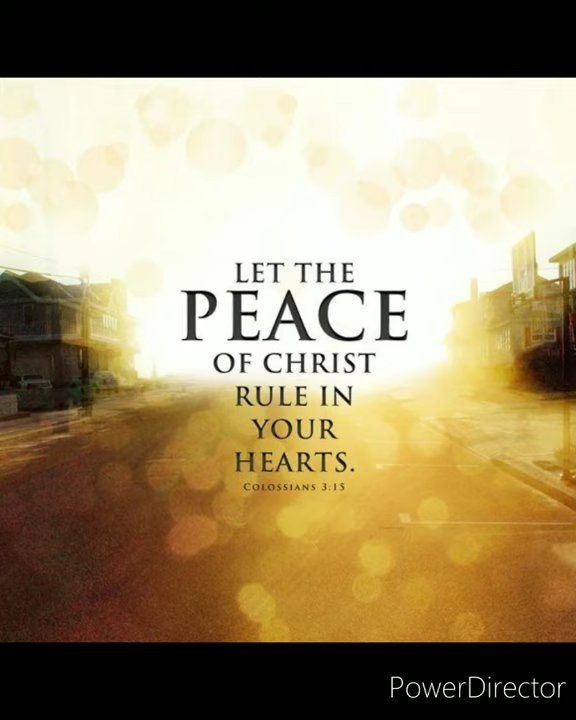 LET THE
PEACE
OF CHRIST
RULE IN
YOUR
HEARTS.
COLOSSIANS 3:15
PowerDirector